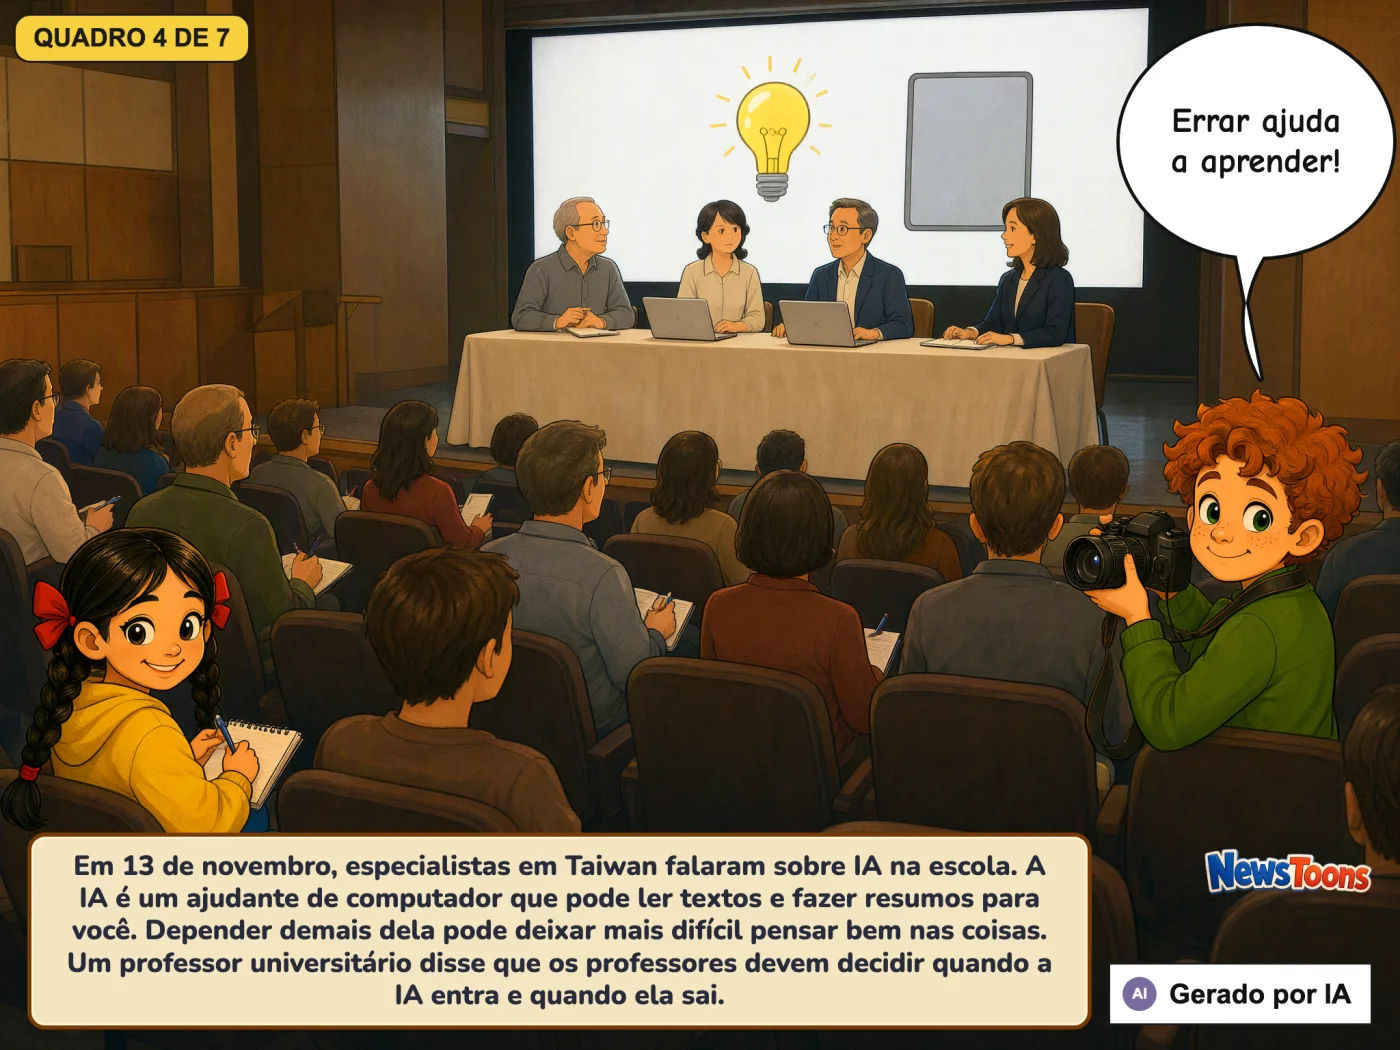 QUADRO 4 DE 7
Errar ajuda
a aprender!
Em 13 de novembro, especialistas em Taiwan falaram sobre IA na escola. A
IA é um ajudante de computador que pode ler textos e fazer resumos para
você. Depender demais dela pode deixar mais difícil pensar bem nas coisas.
Um professor universitário disse que os professores devem decidir quando a
IA entra e quando ela sai.
NewsToons
AI Gerado por IA